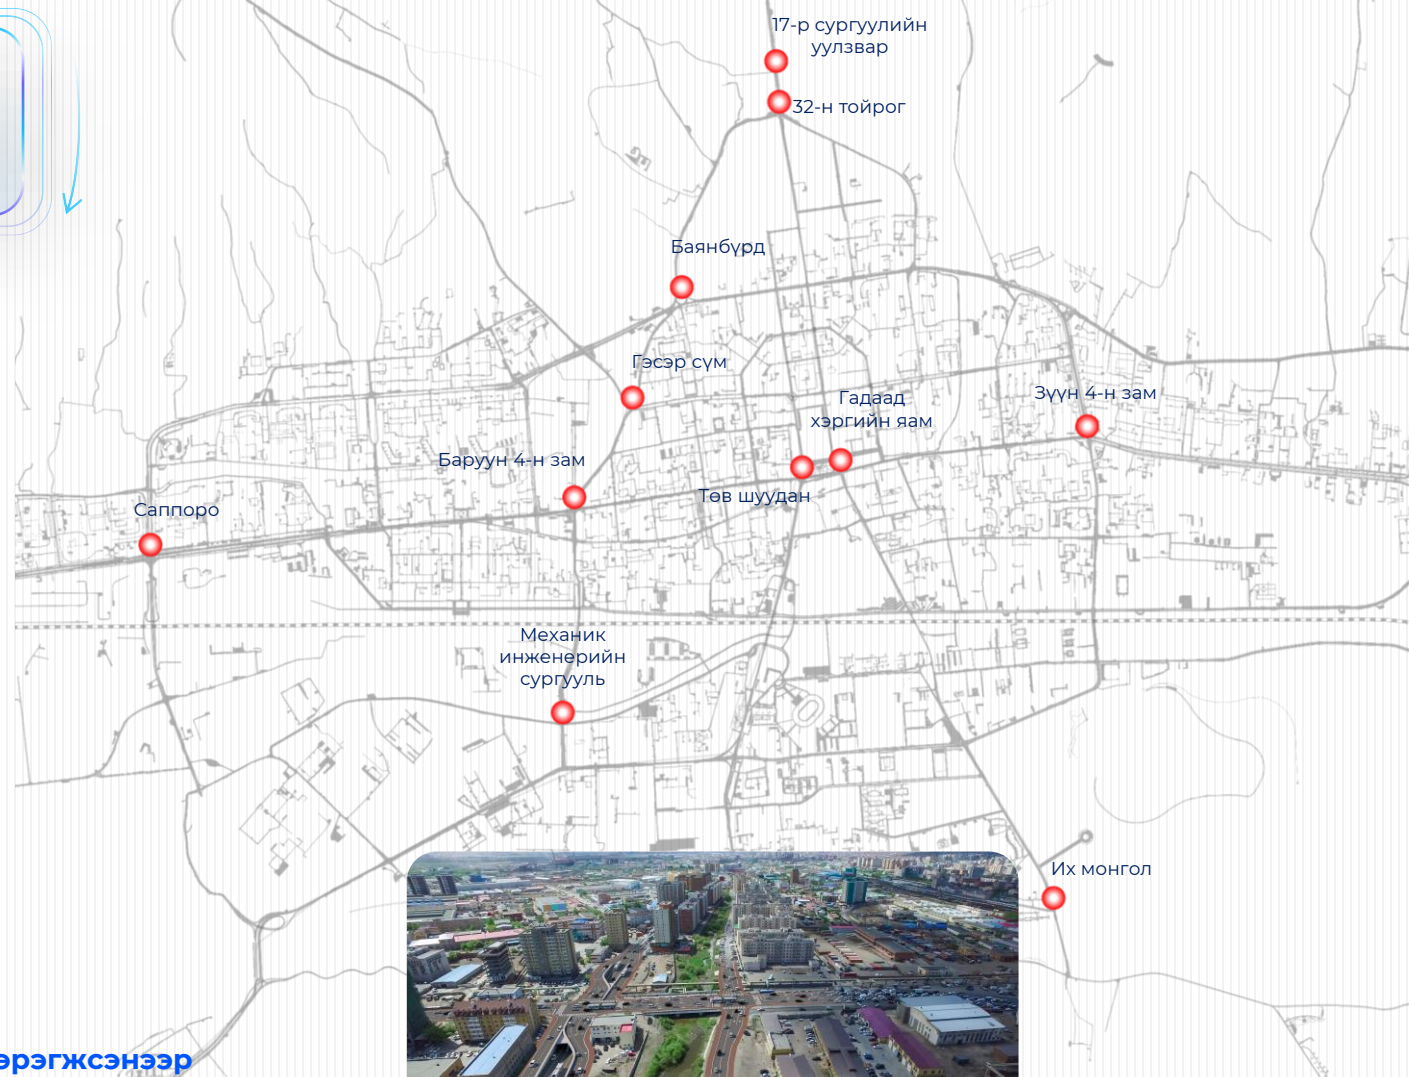 17-р сургуулийн
уулзвар
32-н тойрог
Баянбүрд
Гэсэр сүм
Гадаад
хэргийн яам
Зүүн 4-н зам
Баруун 4-н зам
Төв шуудан
Саппоро
Механик
инженерийн
сургууль
Их монгол
эрэгжсэнээр